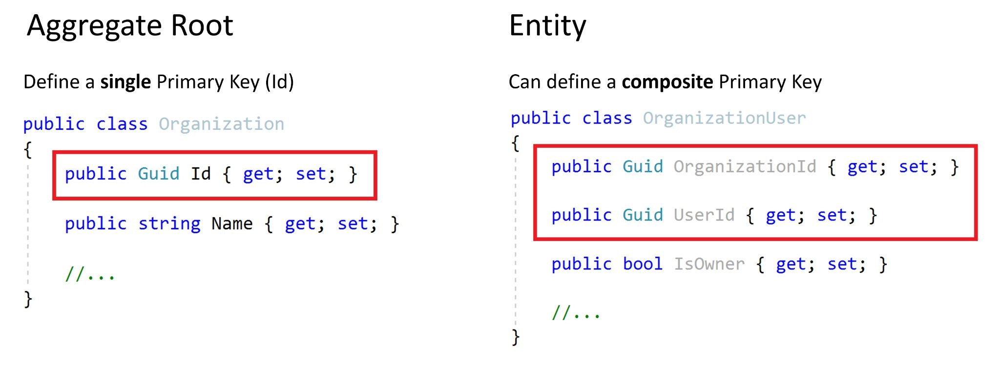 Aggregate Root
Define a single Primary Key (Id)
public class Organization
{
public Guid Id { get; set; }
public string Name { get; set; }
//...
}
Entity
Can define a composite Primary Key
public class OrganizationUser
{
public Guid OrganizationId { get; set; }
public Guid UserId { get; set; }
public bool IsOwner { get; set; }
//...
}